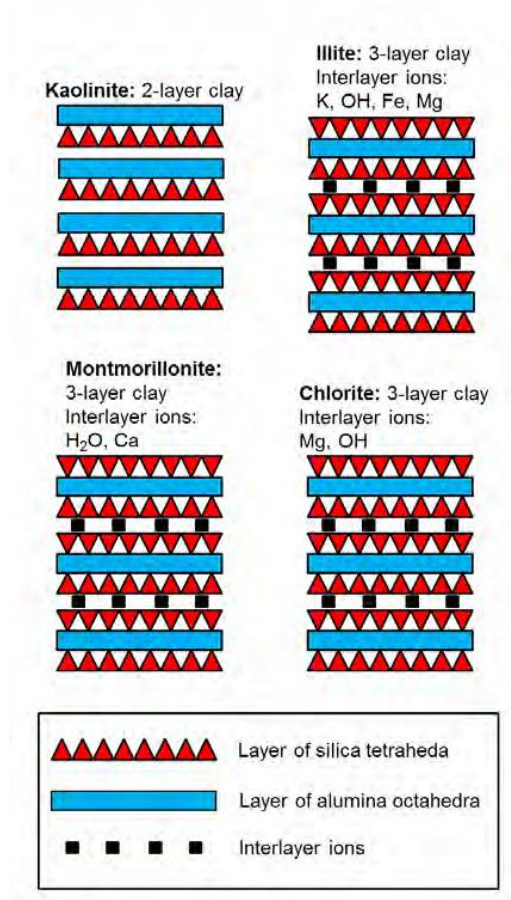 Kaolinite: 2-layer clay
Illite: 3-layer clay
Interlayer ions:
K, OH, Fe, Mg
Montmorillonite:
3-layer clay
Interlayer ions:
H₂O, Ca
Chlorite: 3-layer clay
Interlayer ions:
Mg, OH
Layer of silica tetraheda
Layer of alumina octahedra
Interlayer ions